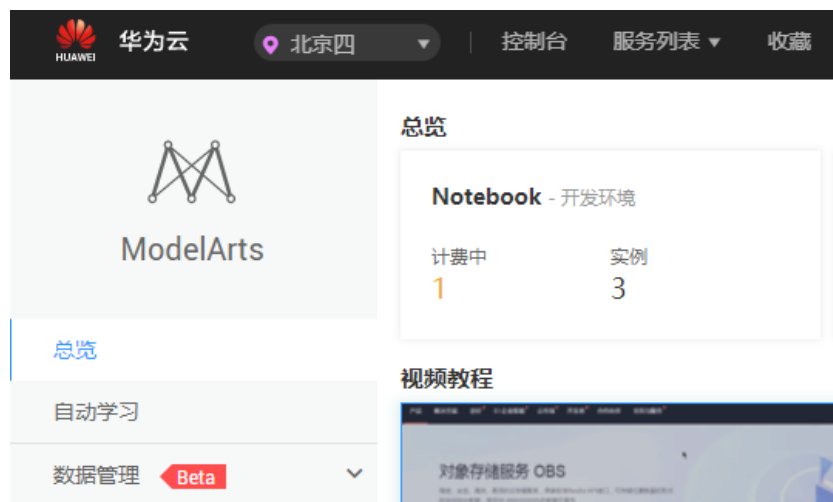 HUAWEI 华为云 北京四 控制台 服务列表 收藏
ModelArts
总览
自动学习
数据管理 Beta
总览
Notebook - 开发环境
计费中 实例
1 3
视频教程
对象存储服务 OBS